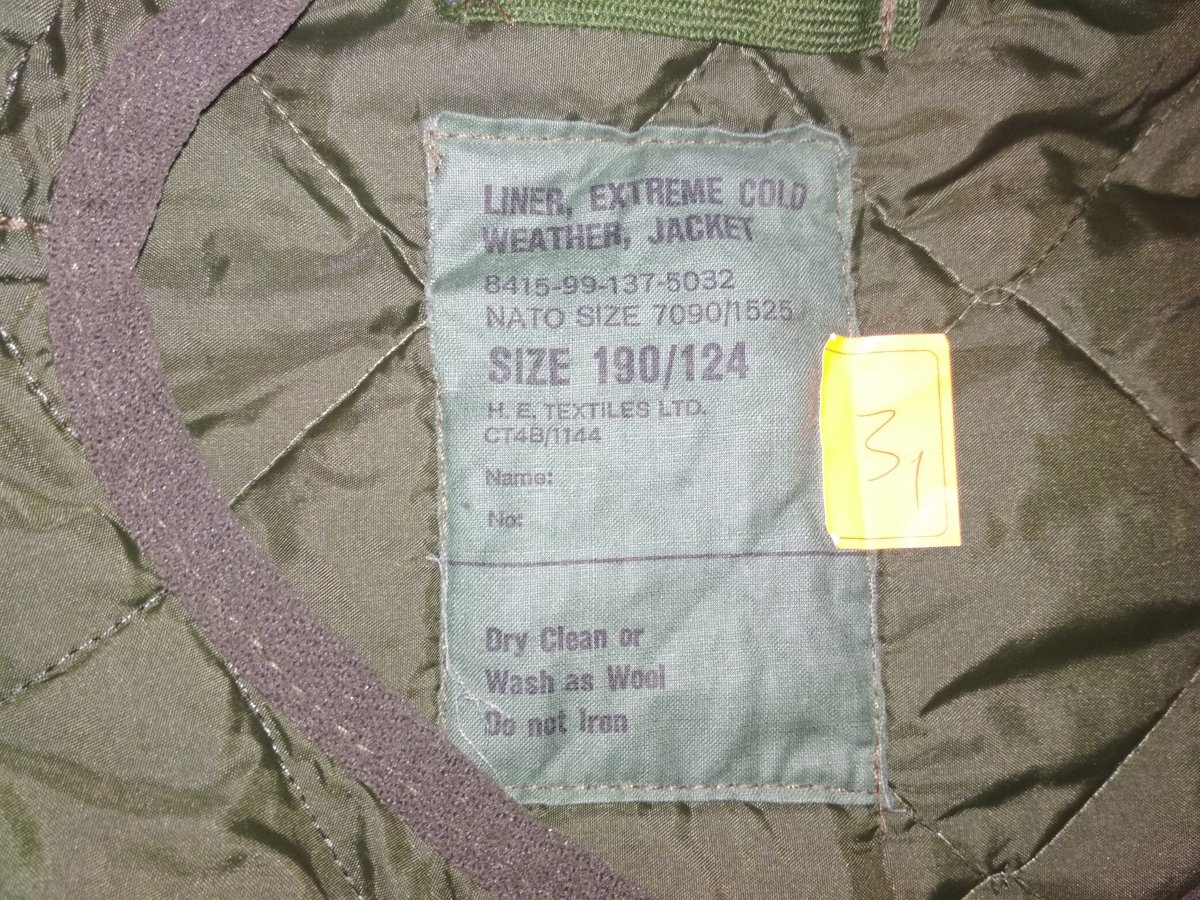 LINER, EXTREME COLD
WEATHER, JACKET
8415-99-137-5032
NATO SIZE 7090/1525
SIZE 190/124
H. E. TEXTILES LTD.
CT4B/1144
Name:
No:
31
Dry Clean or
Wash as Wool
Do not Iron